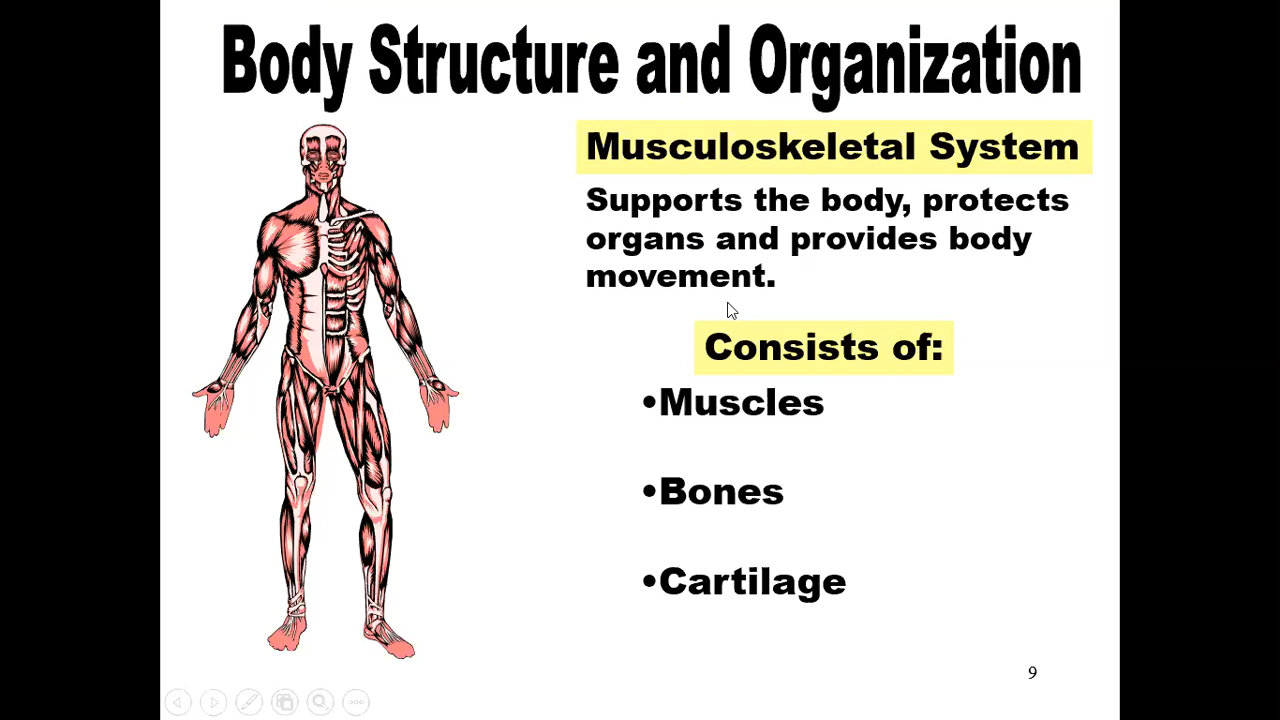 Body Structure and Organization
Musculoskeletal System
Supports the body, protects
organs and provides body
movement.
Consists of:
•Muscles
•Bones
•Cartilage
9